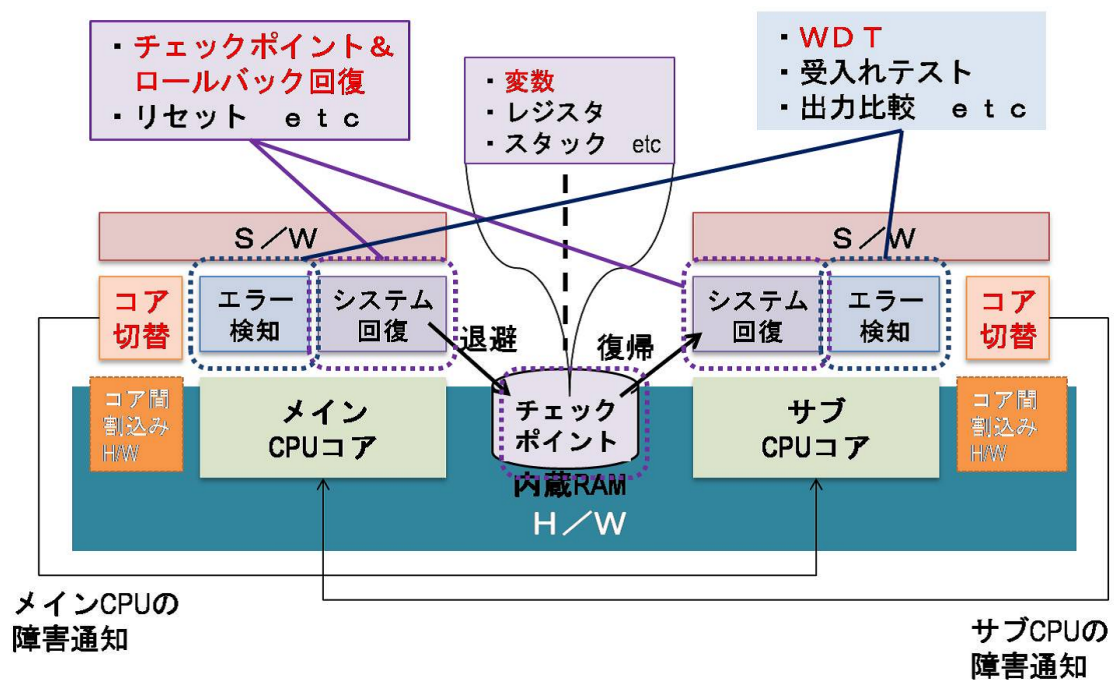 ・チェックポイント＆
ロールバック回復
・リセット　ｅｔｃ
・変数
・レジスタ
・スタック　etc
・ＷＤＴ
・受入れテスト
・出力比較　ｅｔｃ
Ｓ／Ｗ
Ｓ／Ｗ
コア
切替
エラー
検知
システム
回復
退避
復帰
システム
回復
エラー
検知
コア
切替
コア間
割込み
H/W
メイン
CPUコア
チェック
ポイント
サブ
CPUコア
コア間
割込み
H/W
内蔵RAM
Ｈ／Ｗ
メインCPUの
障害通知
サブCPUの
障害通知